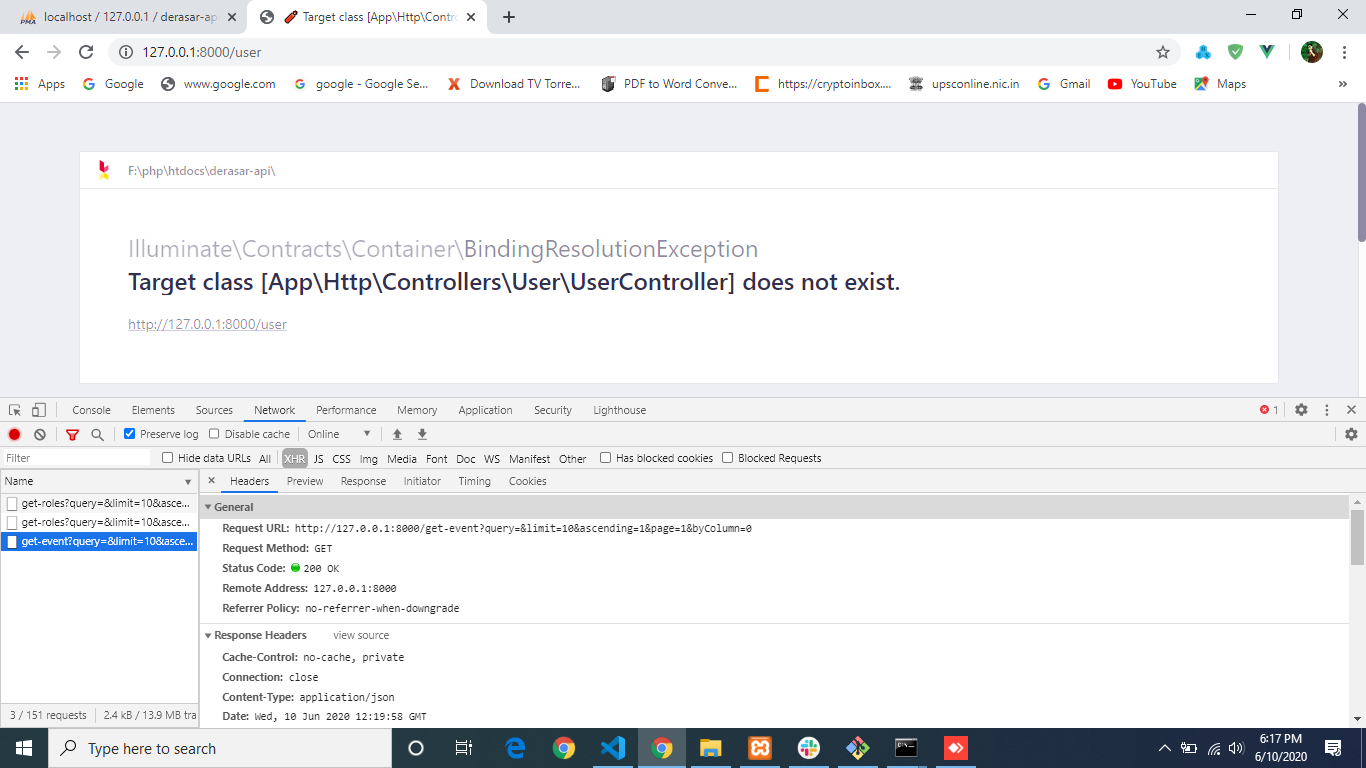 localhost / 127.0.0.1 / derasar-ap
Target class [App\Http\Contro
127.0.0.1:8000/user
Apps
Google
www.google.com
google - Google Se...
Download TV Torre...
PDF to Word Conve...
https://cryptoinbox....
upsconline.nic.in
Gmail
YouTube
Maps
»
F:\php\htdocs\derasar-api\
Illuminate\Contracts\Container\BindingResolutionException
Target class [App\Http\Controllers\User\UserController] does not exist.
http://127.0.0.1:8000/user
Console Elements Sources Network Performance Memory Application Security Lighthouse 1
Preserve log Disable cache Online
Filter Hide data URLs All XHR JS CSS Img Media Font Doc WS Manifest Other Has blocked cookies Blocked Requests
Name
Headers Preview Response Initiator Timing Cookies
get-roles?query=&limit=10&asce...
get-roles?query=&limit=10&asce...
get-event?query=&limit=10&asce...
General
Request URL: http://127.0.0.1:8000/get-event?query=&limit=10&ascending=1&page=1&byColumn=0
Request Method: GET
Status Code: 200 OK
Remote Address: 127.0.0.1:8000
Referrer Policy: no-referrer-when-downgrade
Response Headers view source
Cache-Control: no-cache, private
Connection: close
Content-Type: application/json
Date: Wed, 10 Jun 2020 12:19:58 GMT
3 / 151 requests 2.4 kB / 13.9 MB tra
Type here to search
6:17 PM
6/10/2020